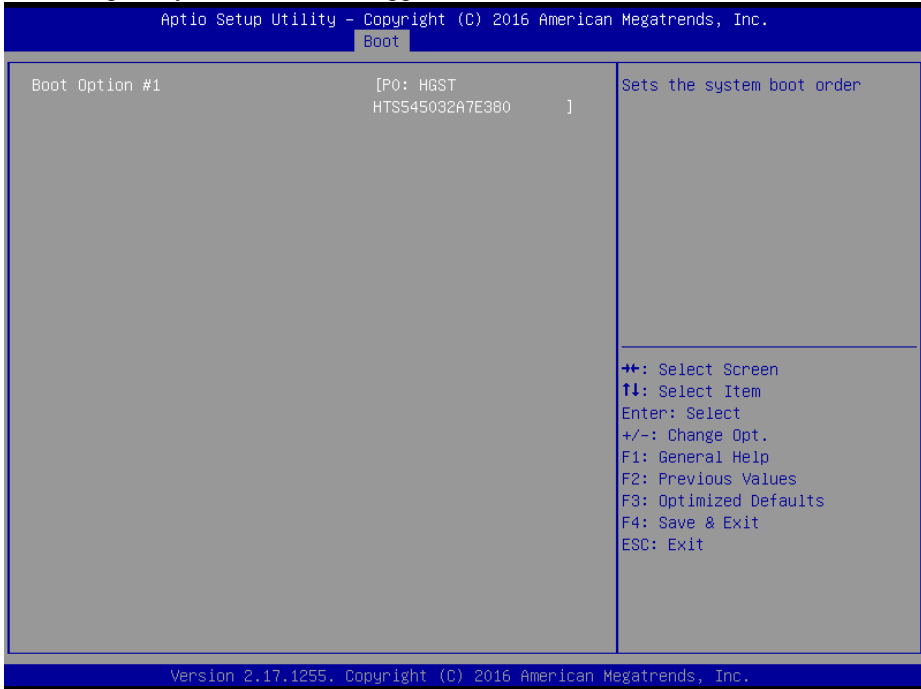 Aptio Setup Utility – Copyright (C) 2016 American Megatrends, Inc.
Boot
Boot Option #1 [P0: HGST
HTS545032A7E380 ]
Sets the system boot order
→←: Select Screen
↑↓: Select Item
Enter: Select
+/-: Change Opt.
F1: General Help
F2: Previous Values
F3: Optimized Defaults
F4: Save & Exit
ESC: Exit
Version 2.17.1255. Copyright (C) 2016 American Megatrends, Inc.